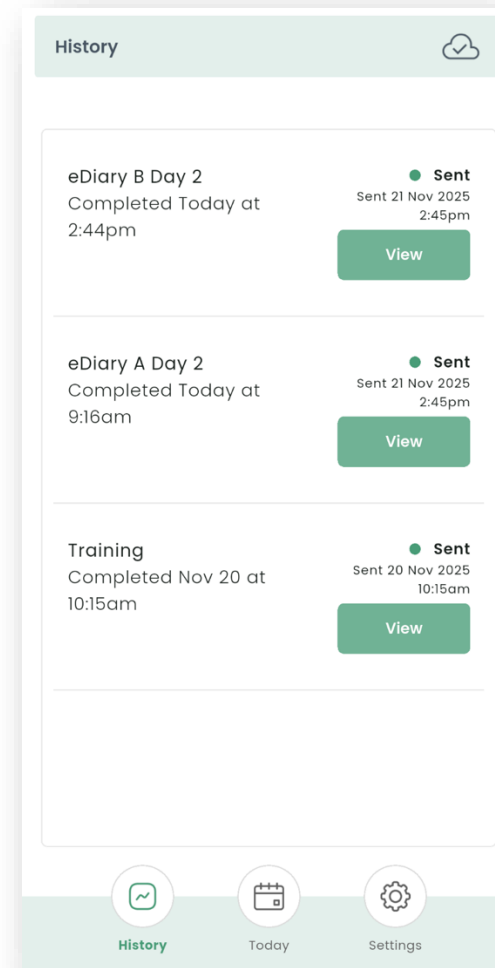 History
eDiary B Day 2
Completed Today at
2:44pm
Sent
Sent 21 Nov 2025
2:45pm
View
eDiary A Day 2
Completed Today at
9:16am
Sent
Sent 21 Nov 2025
2:45pm
View
Training
Completed Nov 20 at
10:15am
Sent
Sent 20 Nov 2025
10:15am
View
History
Today
Settings